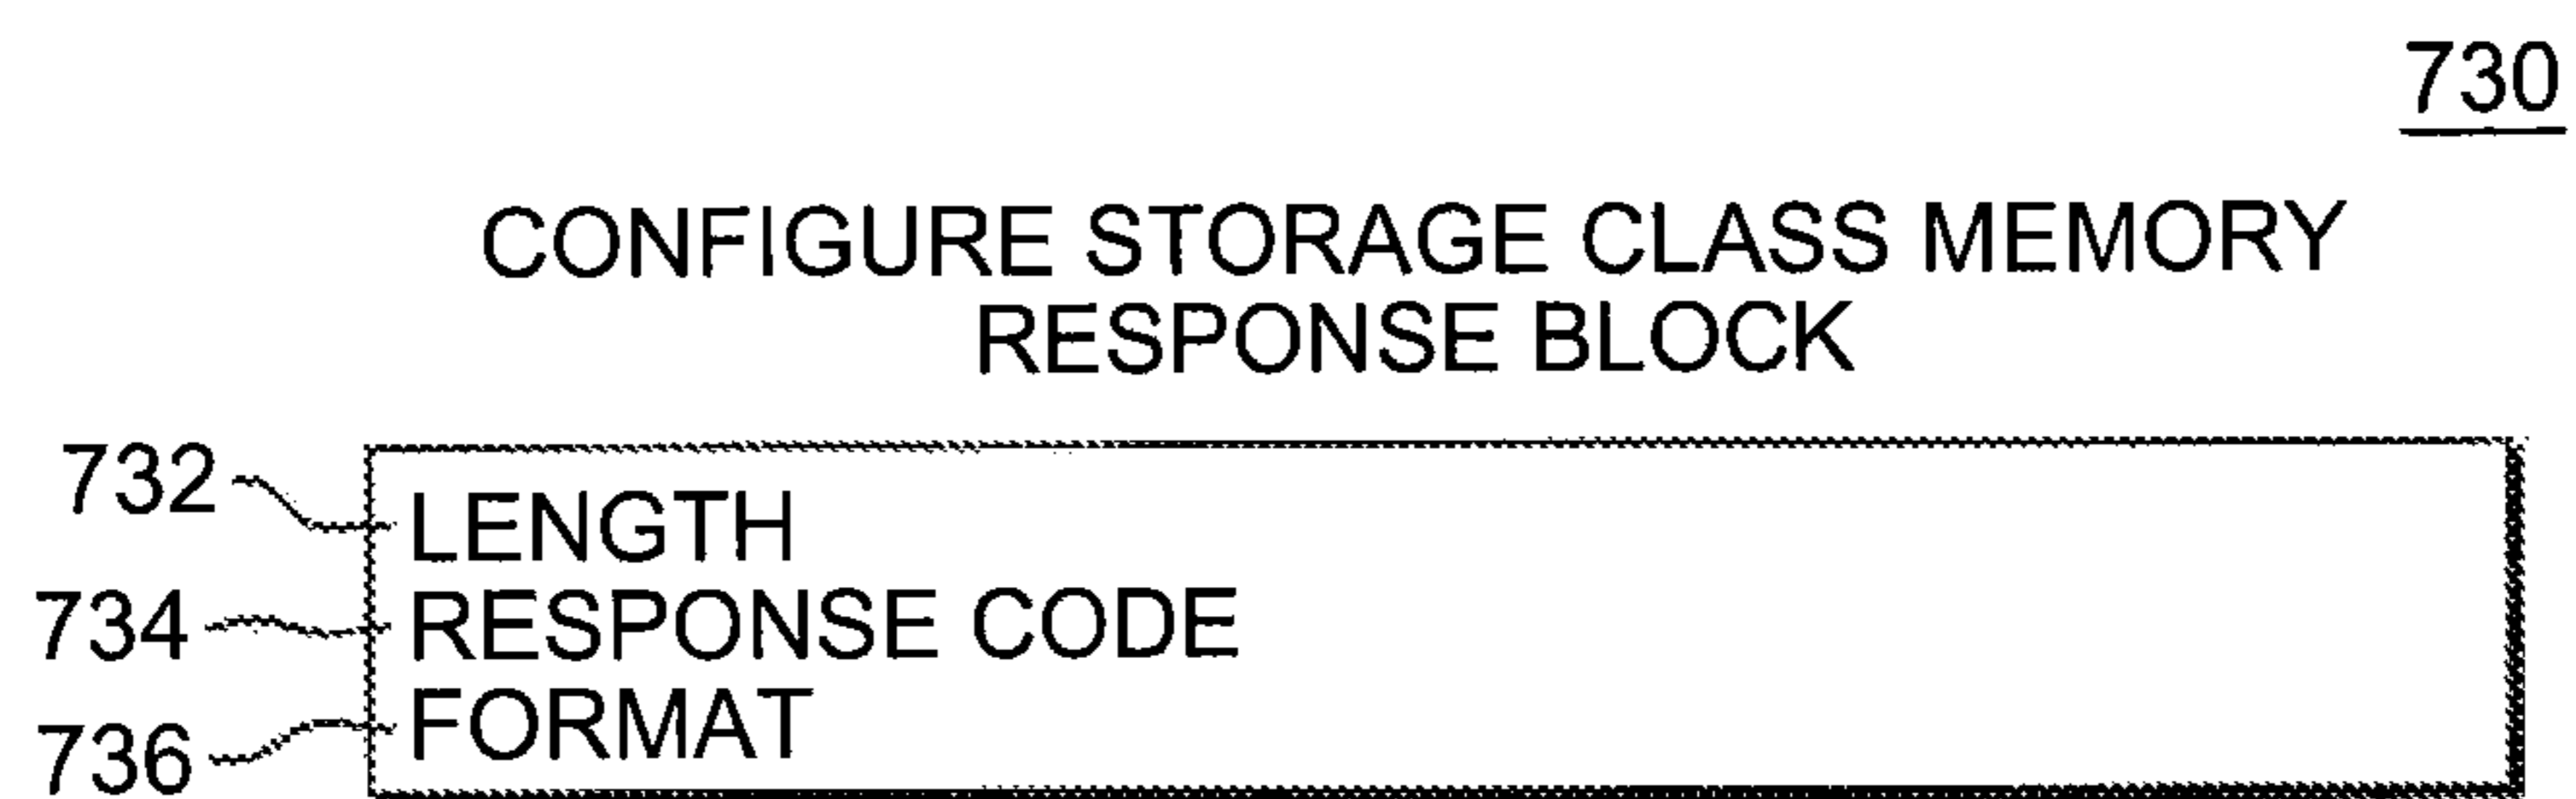 730
CONFIGURE STORAGE CLASS MEMORY
RESPONSE BLOCK
732 LENGTH
734 RESPONSE CODE
736 FORMAT